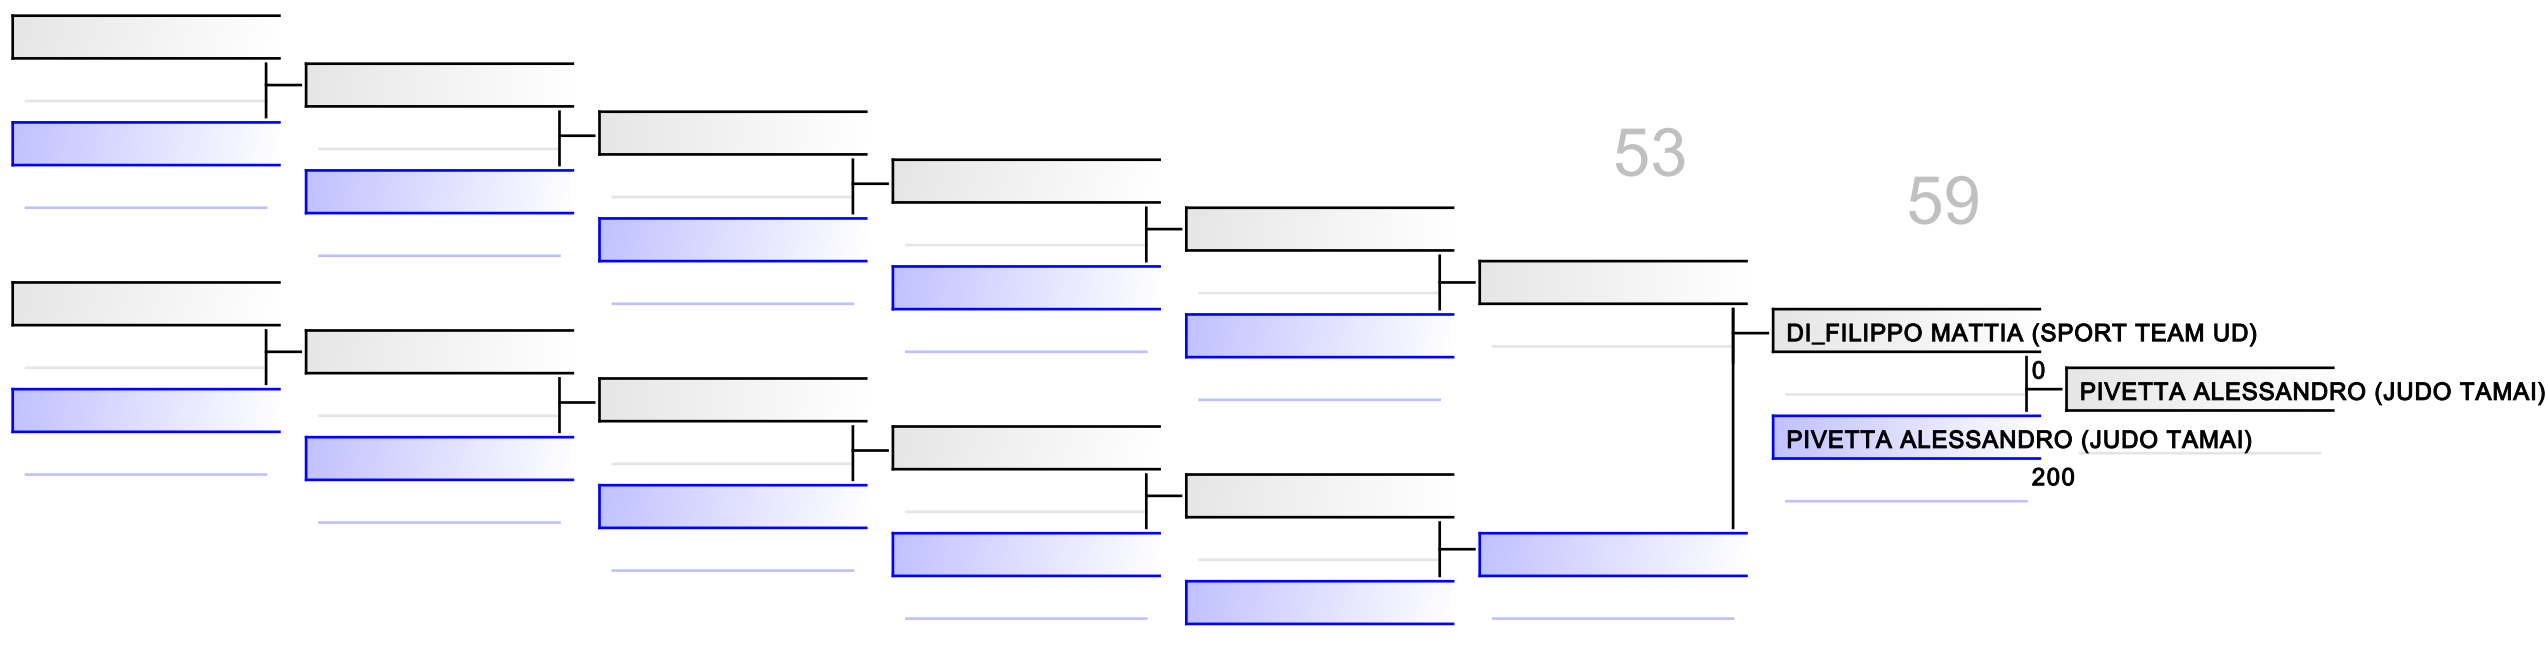 53
59
DI_FILIPPO MATTIA (SPORT TEAM UD)
0
PIVETTA ALESSANDRO (JUDO TAMAI)
PIVETTA ALESSANDRO (JUDO TAMAI)
200